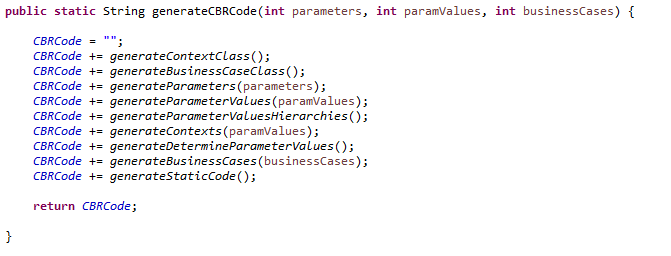 public static String generateCBRCode(int parameters, int paramValues, int businessCases) {
CBRCode = "";
CBRCode += generateContextClass();
CBRCode += generateBusinessCaseClass();
CBRCode += generateParameters(parameters);
CBRCode += generateParameterValues(paramValues);
CBRCode += generateParameterValuesHierarchies();
CBRCode += generateContexts(paramValues);
CBRCode += generateDetermineParameterValues();
CBRCode += generateBusinessCases(businessCases);
CBRCode += generateStaticCode();
return CBRCode;
}